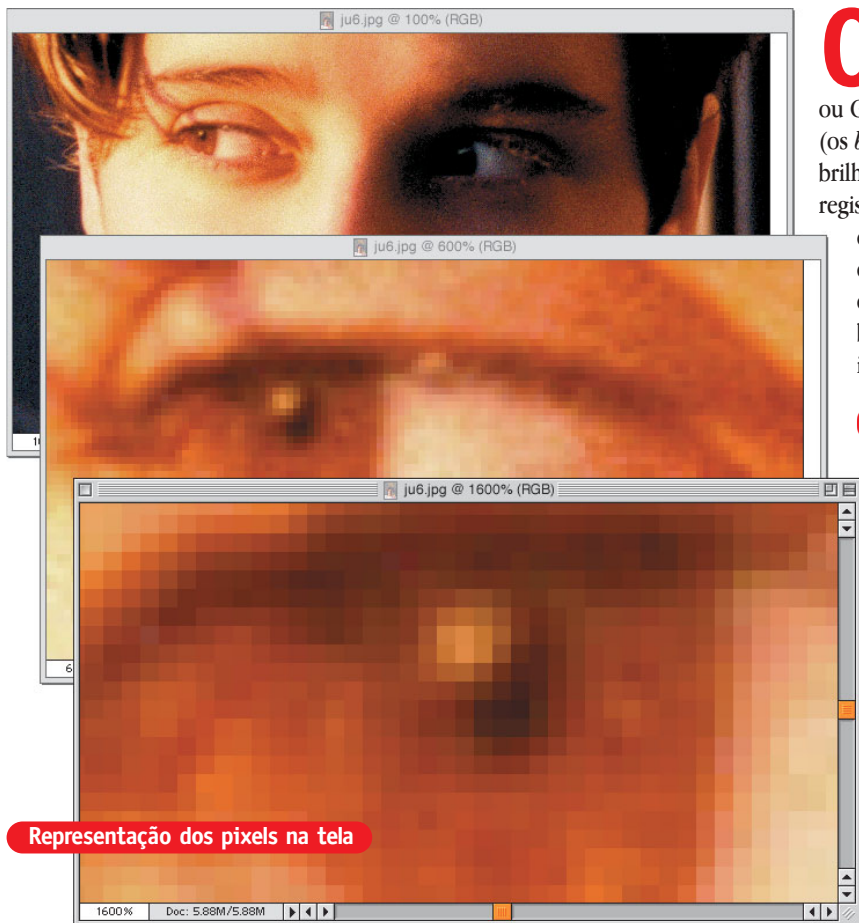 ju6.jpg @ 100% (RGB)
ou
(os
brilh
regis
ju6.jpg @ 600% (RGB)
ju6.jpg @ 1600% (RGB)
Representação dos pixels na tela
1600% Doc: 5.88M/5.88M